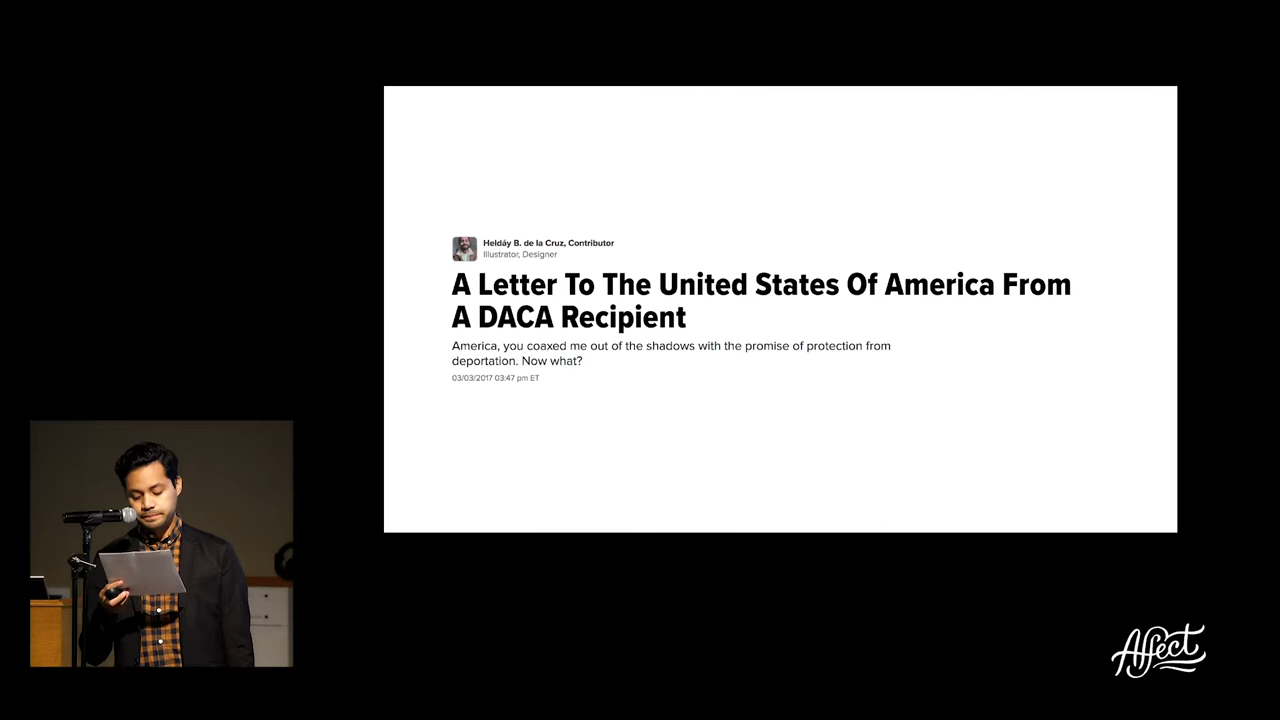 Heldáy B. de la Cruz, Contributor
Illustrator, Designer
A Letter To The United States Of America From
A DACA Recipient
America, you coaxed me out of the shadows with the promise of protection from
deportation. Now what?
03/03/2017 03:47 pm ET
Affect